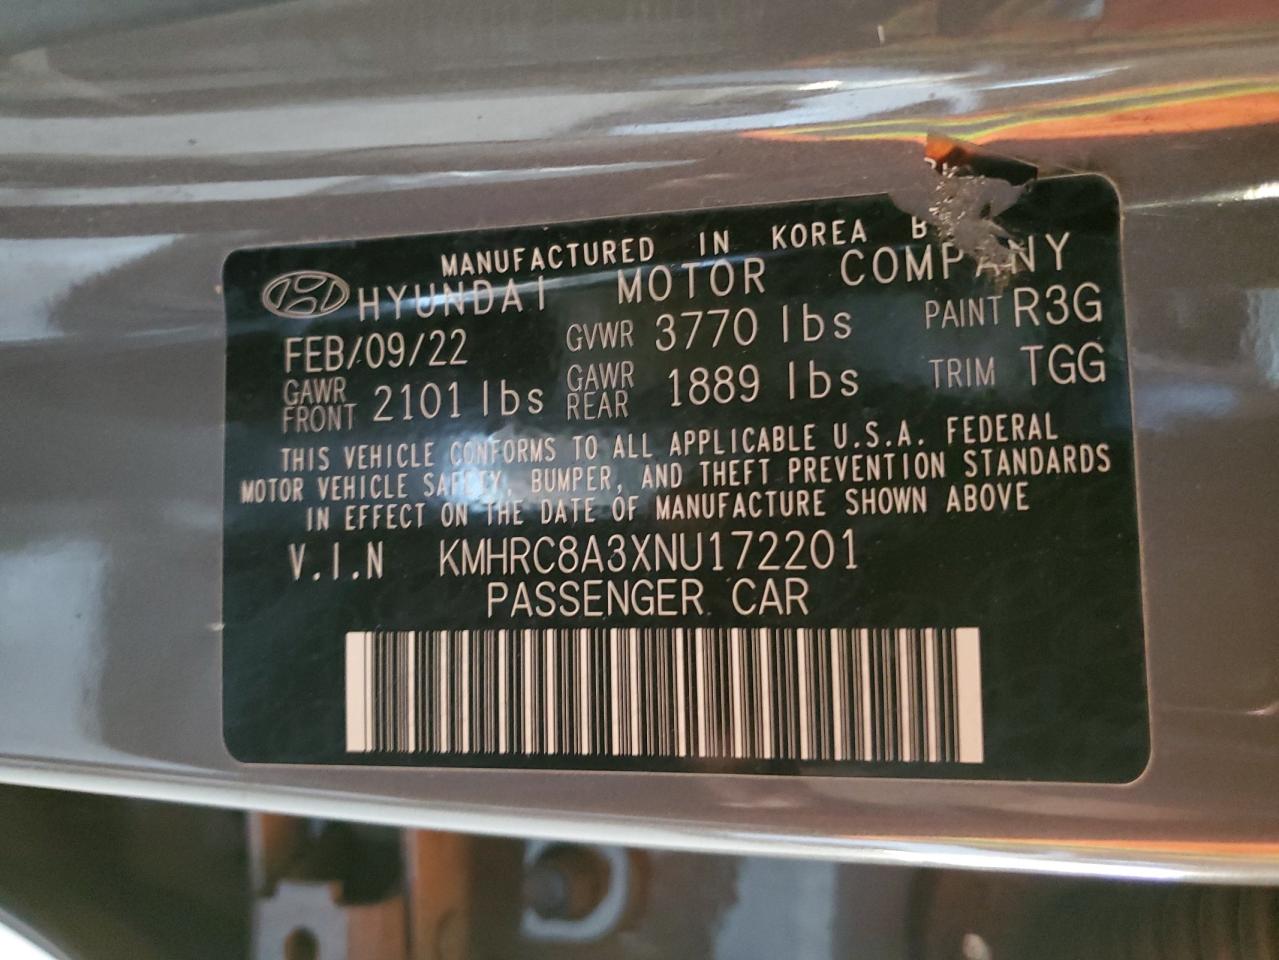 MANUFACTURED IN KOREA B
HYUNDAI MOTOR COMPANY
FEB/09/22 GVWR 3770 lbs PAINT R3G
GAWR FRONT 2101 lbs GAWR REAR 1889 lbs TRIM TGG
THIS VEHICLE CONFORMS TO ALL APPLICABLE U.S.A. FEDERAL
MOTOR VEHICLE SAFETY, BUMPER, AND THEFT PREVENTION STANDARDS
IN EFFECT ON THE DATE OF MANUFACTURE SHOWN ABOVE
V.I.N KMHRC8A3XNU172201
PASSENGER CAR